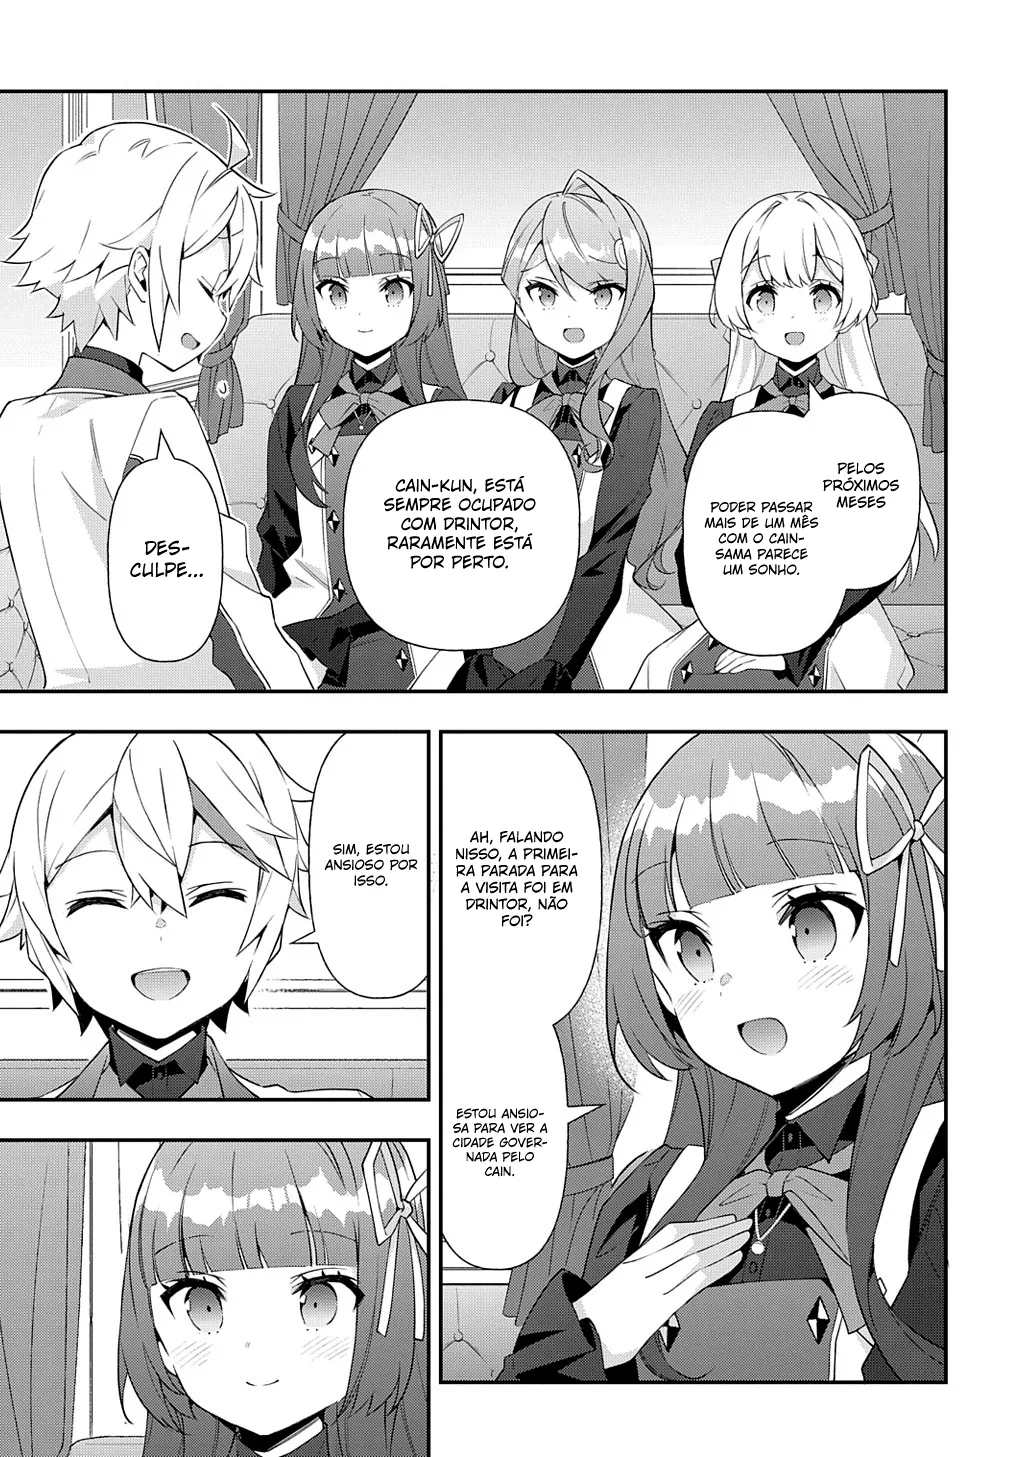 PELOS
PRÓXIMOS
MESES
PODER PASSAR
MAIS DE UM MÊS
COM O CAIN-
SAMA PARECE
UM SONHO.
CAIN-KUN, ESTÁ
SEMPRE OCUPADO
COM DRINTOR,
RARAMENTE ESTÁ
POR PERTO.
DES-
CULPE...
AH, FALANDO
NISSO, A PRIMEI-
RA PARADA PARA
A VISITA FOI EM
DRINTOR, NÃO
FOI?
ESTOU ANSIO-
SA PARA VER A
CIDADE GOVER-
NADA PELO
CAIN.
SIM, ESTOU
ANSIOSO POR
ISSO.